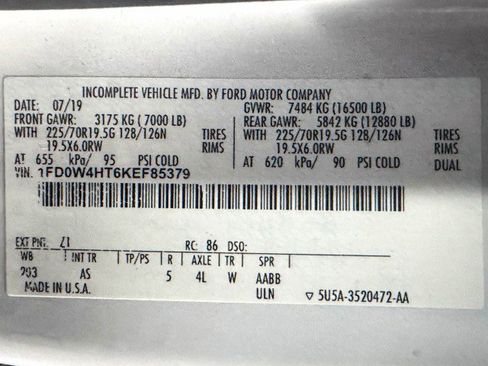 INCOMPLETE VEHICLE MFD. BY FORD MOTOR COMPANY
DATE: 07/19 GVWR: 7484 KG (16500 LB)
FRONT GAWR: 3175 KG (7000 LB) REAR GAWR: 5842 KG (12880 LB)
WITH 225/70R19.5G 128/126N TIRES WITH 225/70R19.5G 128/126N TIRES
19.5X6.0RW RIMS 19.5X6.0RW RIMS
AT 655 kPa/ 95 PSI COLD AT 620 kPa/ 90 PSI COLD DUAL
VIN: 1FD0W4HT6KEF85379
EXT PNT: Z1 RC: 86 DSO:
WB INT TR TP/PS R AXLE TR SPR
203 AS 5 4L W AABB
MADE IN U.S.A. ULN ▽ 5U5A-3520472-AA